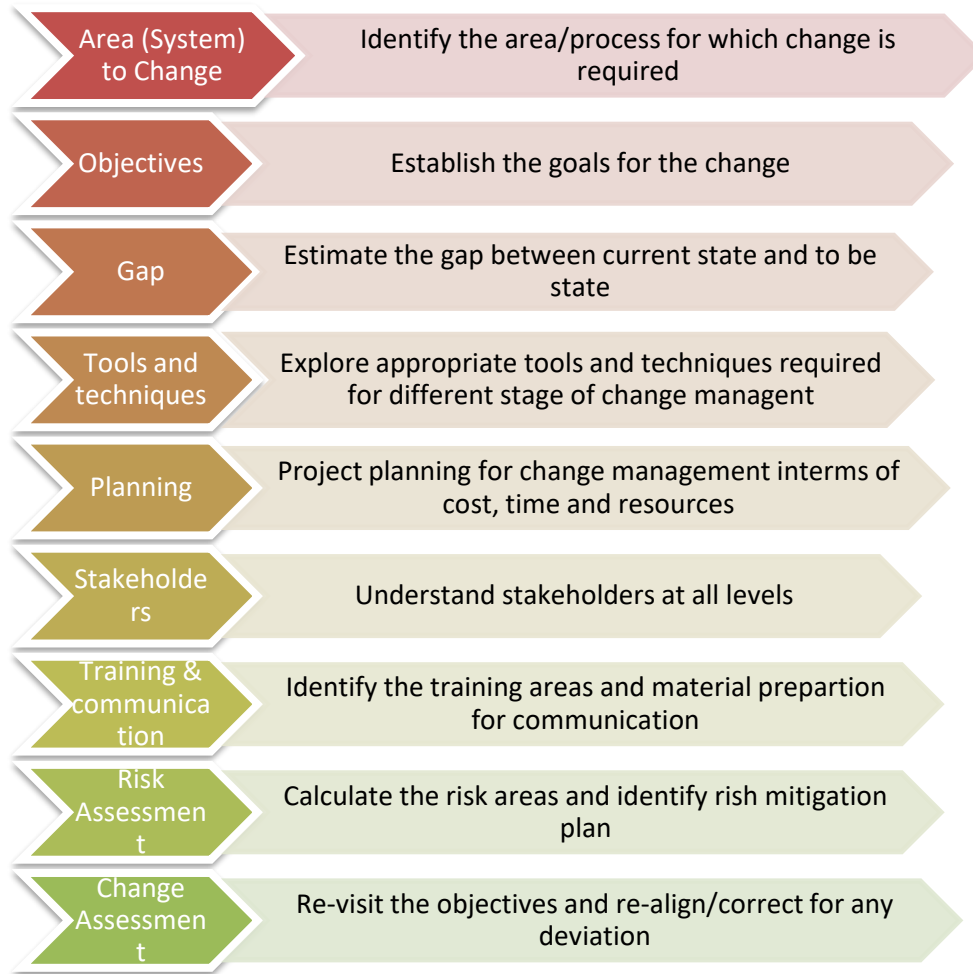 Area (System)
to Change
Identify the area/process for which change is
required
Objectives
Establish the goals for the change
Gap
Estimate the gap between current state and to be
state
Tools and
techniques
Explore appropriate tools and techniques required
for different stage of change managent
Planning
Project planning for change management interms of
cost, time and resources
Stakeholde
rs
Understand stakeholders at all levels
Training &
communica
tion
Identify the training areas and material prepartion
for communication
Risk
Assessmen
t
Calculate the risk areas and identify rish mitigation
plan
Change
Assessmen
t
Re-visit the objectives and re-align/correct for any
deviation